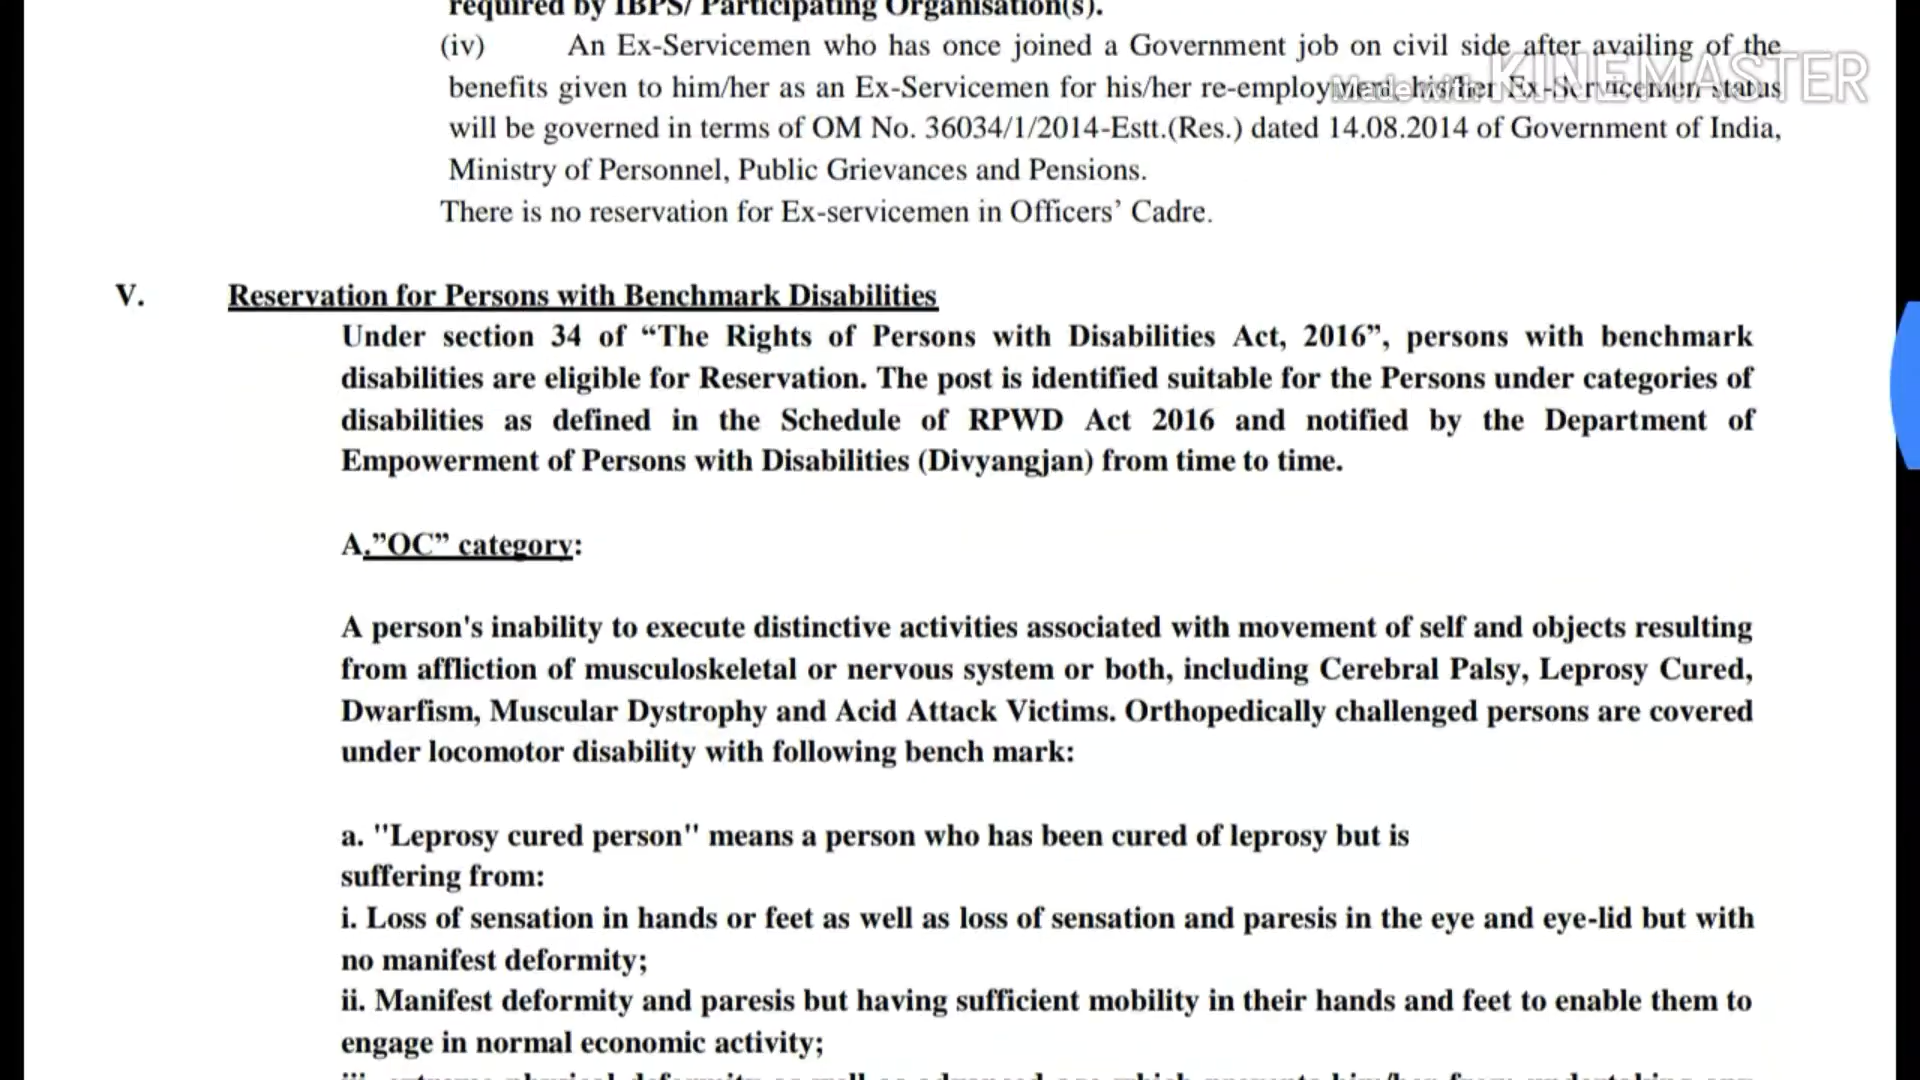 required by IBPS/ Participating Organisation(s).
(iv) An Ex-Servicemen who has once joined a Government job on civil side after availing of the
benefits given to him/her as an Ex-Servicemen for his/her re-employment, his/her Ex-Servicemen status
Made with KINEMASTER
will be governed in terms of OM No. 36034/1/2014-Estt.(Res.) dated 14.08.2014 of Government of India,
Ministry of Personnel, Public Grievances and Pensions.
There is no reservation for Ex-servicemen in Officers’ Cadre.
V. Reservation for Persons with Benchmark Disabilities
Under section 34 of “The Rights of Persons with Disabilities Act, 2016”, persons with benchmark
disabilities are eligible for Reservation. The post is identified suitable for the Persons under categories of
disabilities as defined in the Schedule of RPWD Act 2016 and notified by the Department of
Empowerment of Persons with Disabilities (Divyangjan) from time to time.
A.”OC” category:
A person's inability to execute distinctive activities associated with movement of self and objects resulting
from affliction of musculoskeletal or nervous system or both, including Cerebral Palsy, Leprosy Cured,
Dwarfism, Muscular Dystrophy and Acid Attack Victims. Orthopedically challenged persons are covered
under locomotor disability with following bench mark:
a. "Leprosy cured person" means a person who has been cured of leprosy but is
suffering from:
i. Loss of sensation in hands or feet as well as loss of sensation and paresis in the eye and eye-lid but with
no manifest deformity;
ii. Manifest deformity and paresis but having sufficient mobility in their hands and feet to enable them to
engage in normal economic activity;